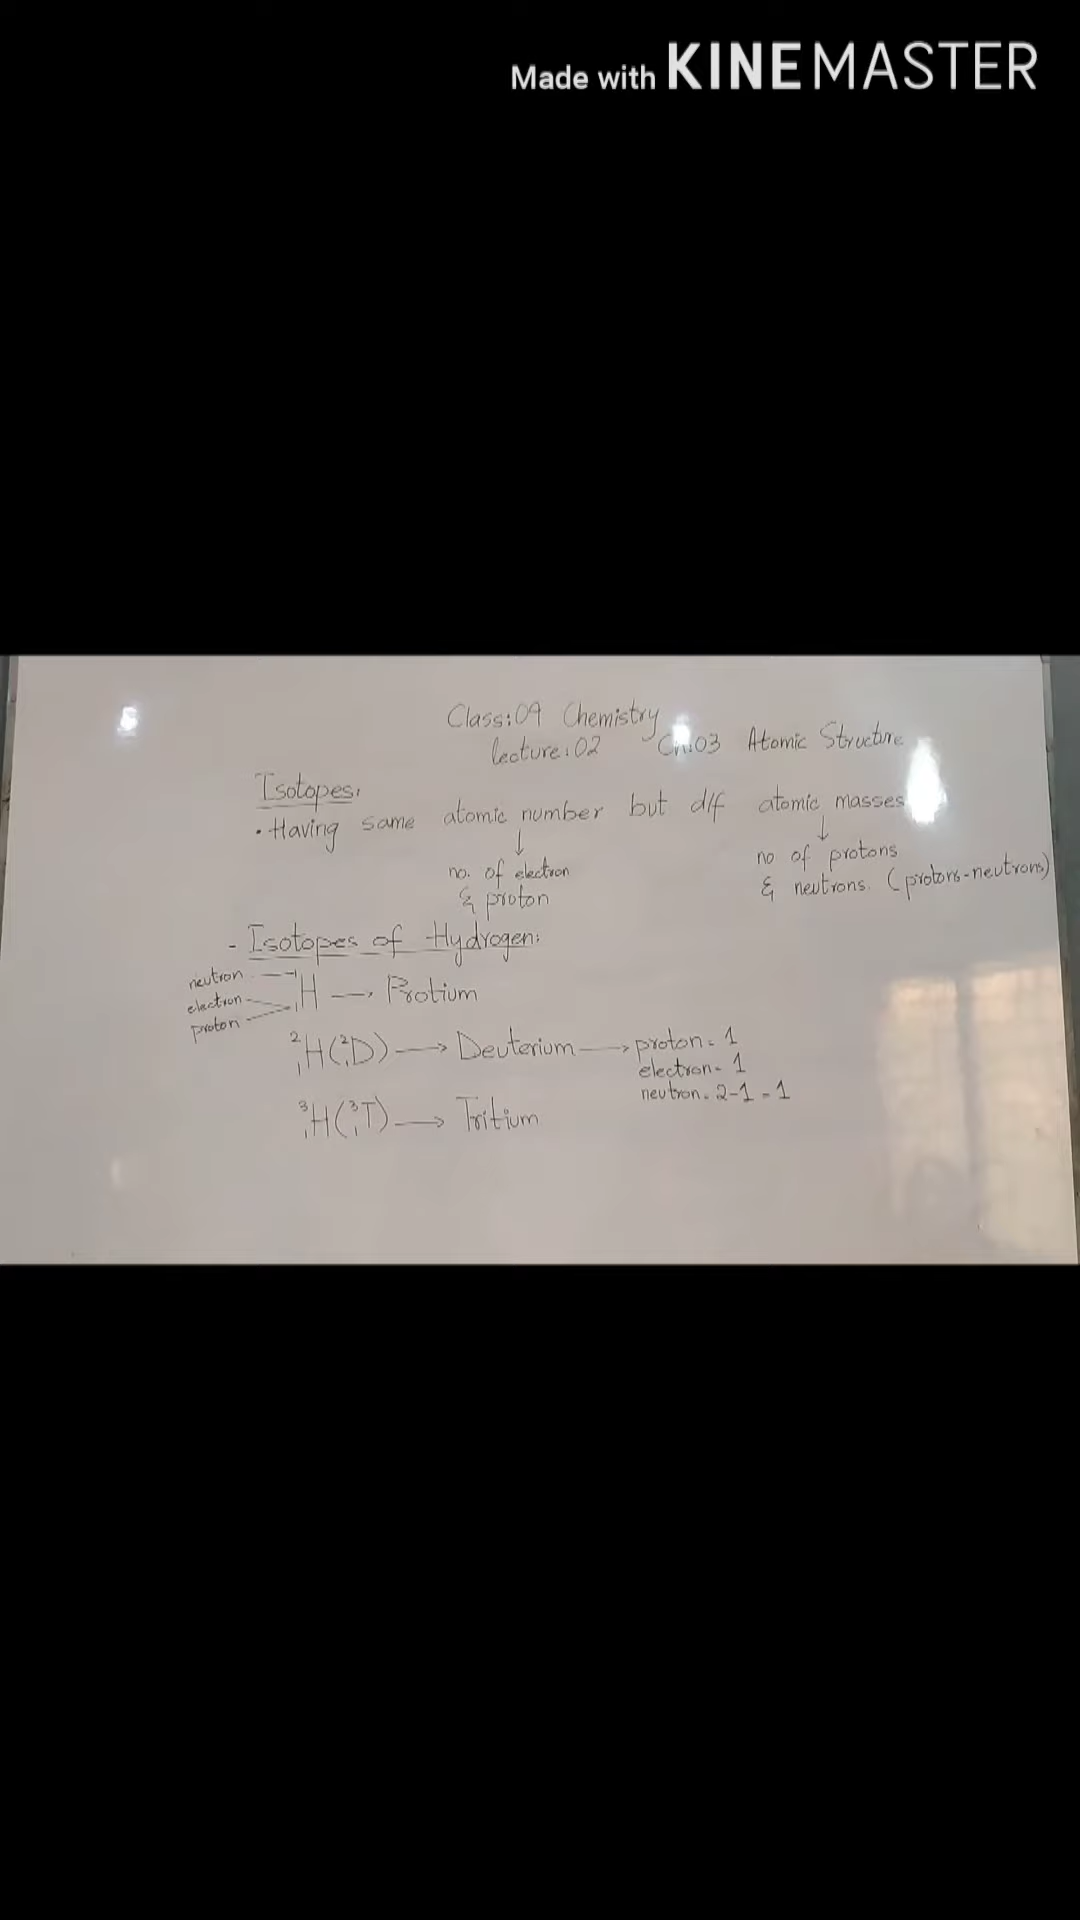 Made with KINEMASTER
Class:09 Chemistry
lecture:02 Ch:03 Atomic Structure
Isotopes:
• Having same atomic number but dif atomic masses
↓ ↓
no. of electron
& proton
no of protons
& neutrons. (protons-neutrons)
- Isotopes of Hydrogen:
neutron
electron
proton
¹₁H → Protium
²₁H(²₁D) → Deuterium → proton = 1
electron = 1
neutron = 2-1 = 1
³₁H(³₁T) → Tritium